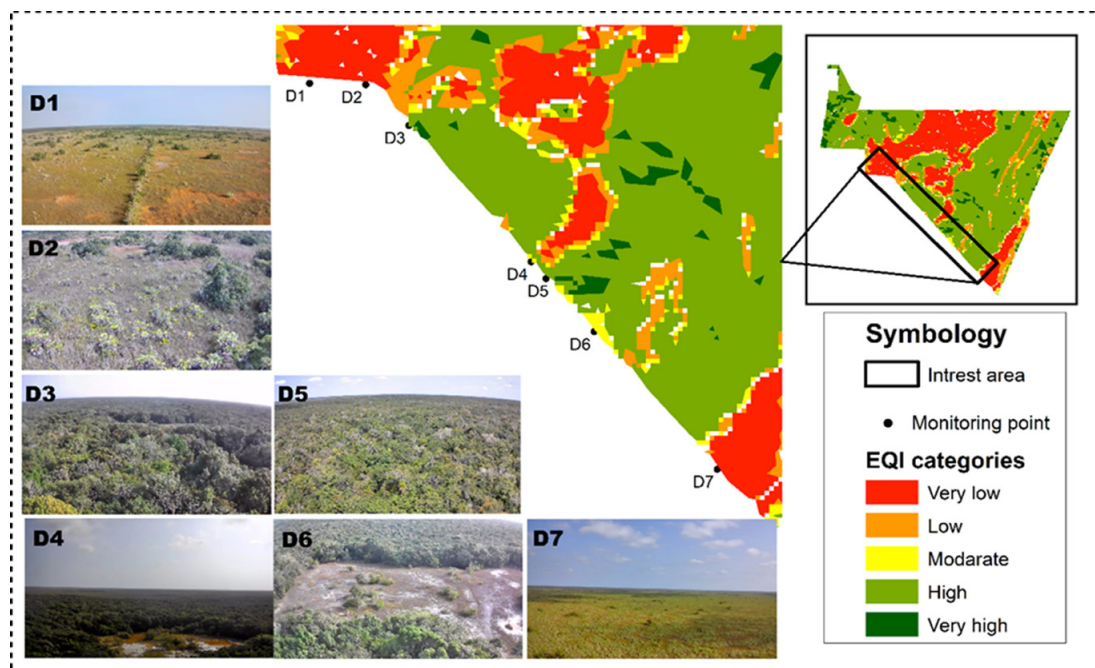 D1
D2
D3
D5
D4
D6
D7
D1
D2
D3
D4
D5
D6
D7
Symbology
Intrest area
Monitoring point
EQI categories
Very low
Low
Modarate
High
Very high